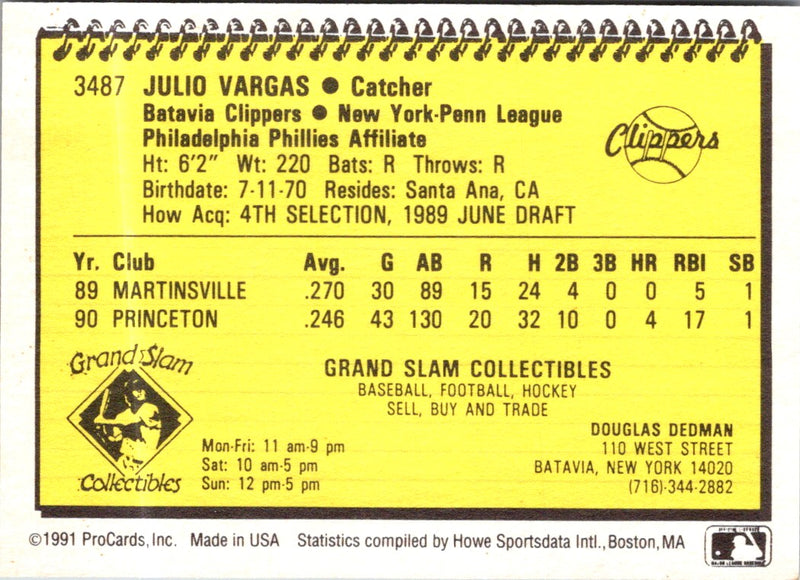 3487 JULIO VARGAS ● Catcher
Batavia Clippers ● New York-Penn League
Philadelphia Phillies Affiliate
Ht: 6'2" Wt: 220 Bats: R Throws: R
Birthdate: 7-11-70 Resides: Santa Ana, CA
How Acq: 4TH SELECTION, 1989 JUNE DRAFT
Clippers
Yr. Club Avg. G AB R H 2B 3B HR RBI SB
89 MARTINSVILLE .270 30 89 15 24 4 0 0 5 1
90 PRINCETON .246 43 130 20 32 10 0 4 17 1
Grand Slam
Collectibles
GRAND SLAM COLLECTIBLES
BASEBALL, FOOTBALL, HOCKEY
SELL, BUY AND TRADE
Mon-Fri: 11 am-9 pm
Sat: 10 am-5 pm
Sun: 12 pm-5 pm
DOUGLAS DEDMAN
110 WEST STREET
BATAVIA, NEW YORK 14020
(716)-344-2882
©1991 ProCards, Inc. Made in USA Statistics compiled by Howe Sportsdata Intl., Boston, MA